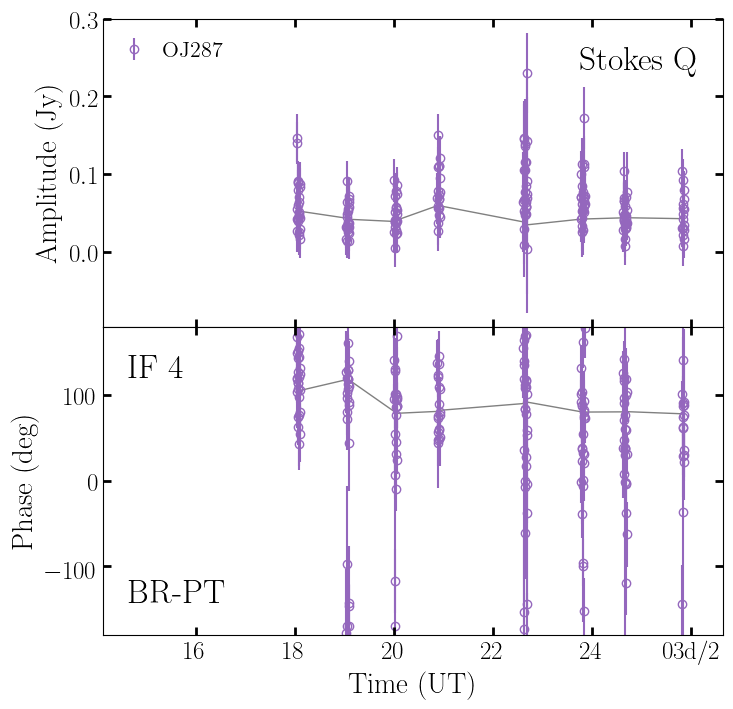 0.3
OJ287
Stokes Q
0.2
0.1
0.0
Amplitude (Jy)
IF 4
100
0
−100
Phase (deg)
BR-PT
16 18 20 22 24 03d/2
Time (UT)